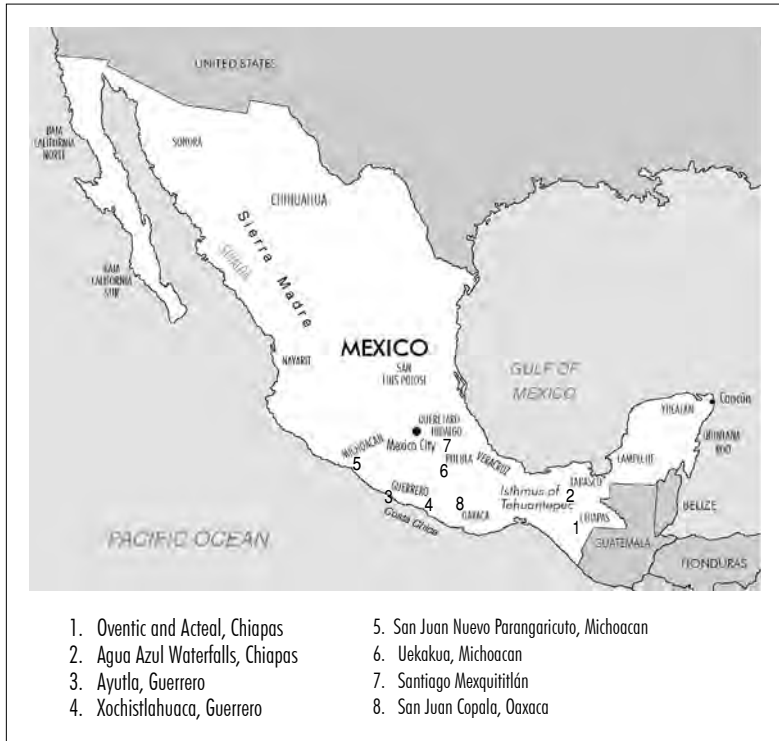 UNITED STATES
BAJA
CALIFORNIA
NORTE
SONORA
CHIHUAHUA
Sierra Madre
SINALOA
BAJA
CALIFORNIA
SUR
MEXICO
NAYARIT
SAN
LUIS POTOSI
GULF OF
MEXICO
YUCATAN
Cancún
QUINTANA
ROO
QUERETARO
HIDALGO
MICHOACAN
Mexico City
7
PUEBLA
VERACRUZ
5
6
TABASCO
GUERRERO
Isthmus of
Tehuantepec
2
3
4
8
OAXACA
BELIZE
Costa Chica
1
CHIAPAS
PACIFIC OCEAN
GUATEMALA
HONDURAS
1. Oventic and Acteal, Chiapas
2. Agua Azul Waterfalls, Chiapas
3. Ayutla, Guerrero
4. Xochistlahuaca, Guerrero
5. San Juan Nuevo Parangaricuto, Michoacan
6. Uekakua, Michoacan
7. Santiago Mexquititlán
8. San Juan Copala, Oaxaca